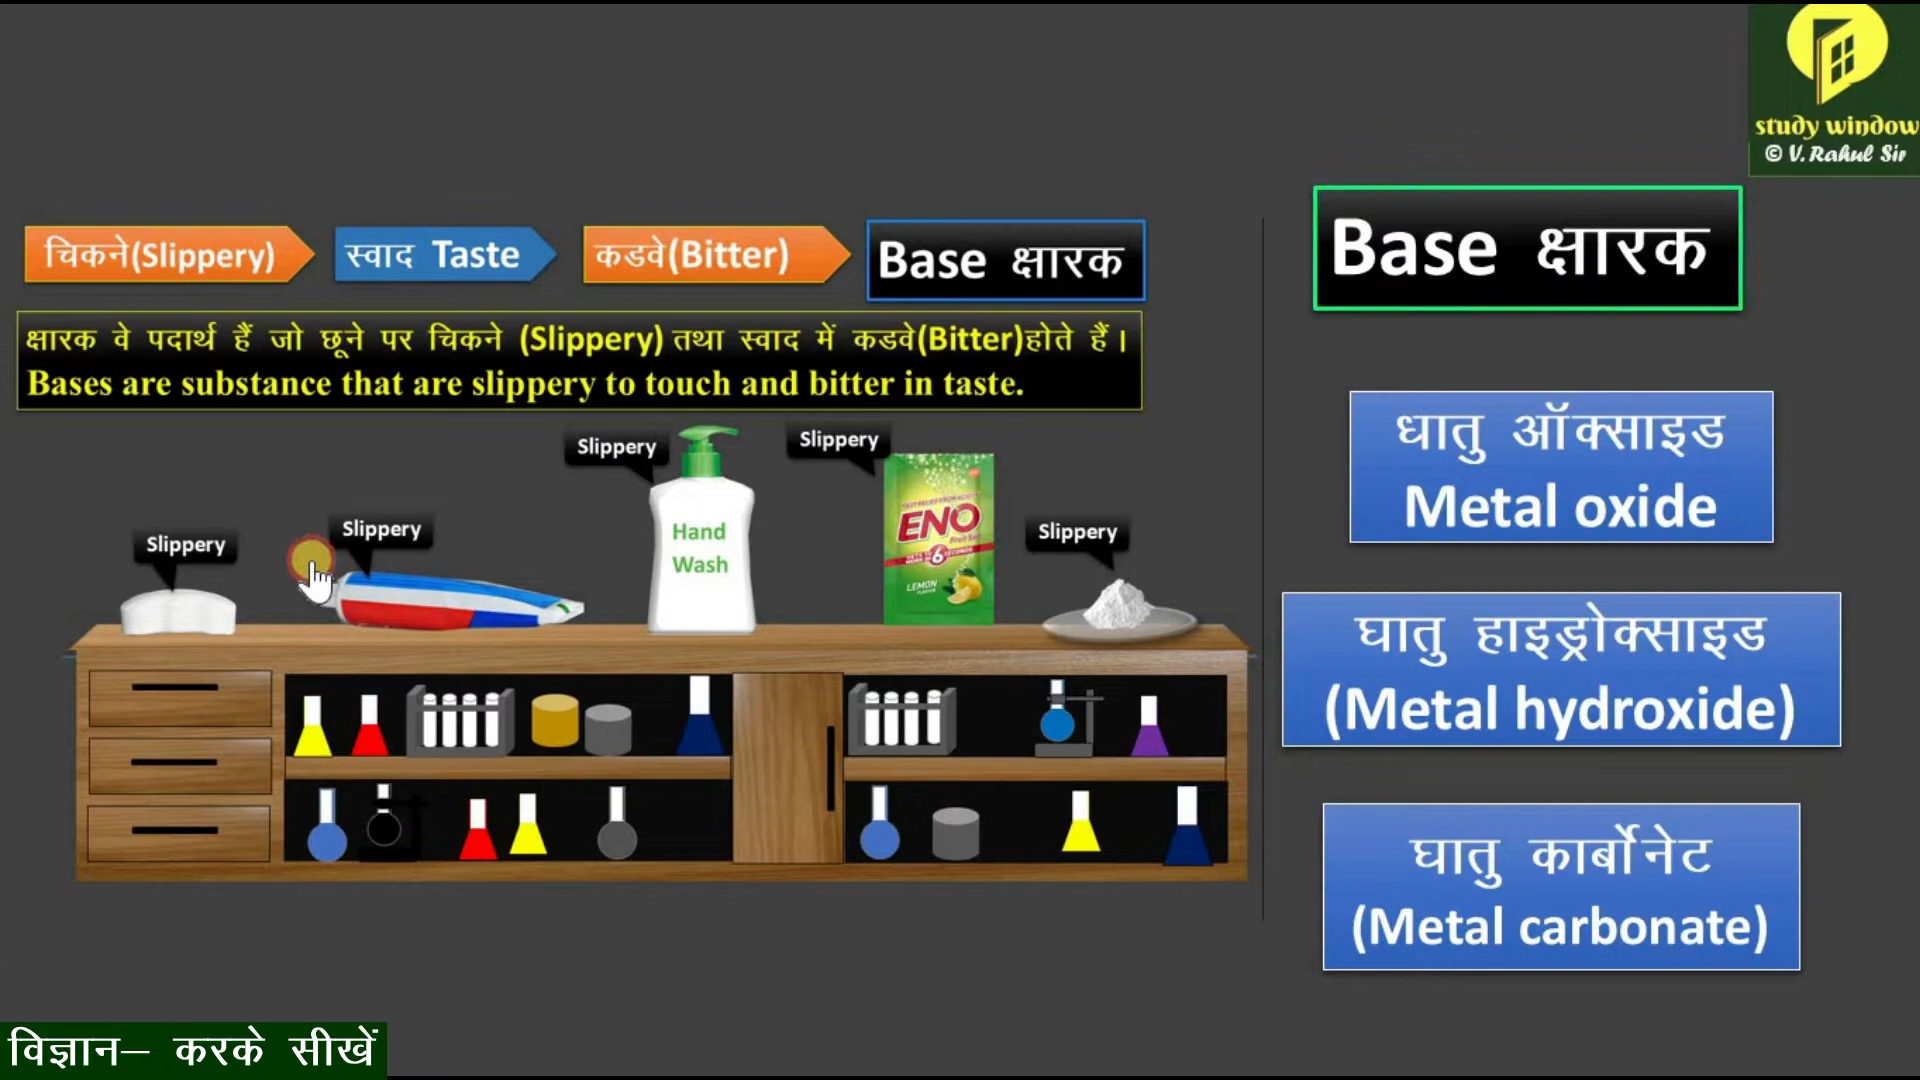 study window
© V. Rahul Sir
चिकने(Slippery)
स्वाद Taste
कडवे(Bitter)
Base क्षारक
क्षारक वे पदार्थ हैं जो छूने पर चिकने (Slippery) तथा स्वाद में कडवे(Bitter)होते हैं।
Bases are substance that are slippery to touch and bitter in taste.
Slippery
Slippery
Slippery
Hand
Wash
Slippery
ENO
6
LEMON
Slippery
Base क्षारक
धातु ऑक्साइड
Metal oxide
घातु हाइड्रोक्साइड
(Metal hydroxide)
घातु कार्बोनेट
(Metal carbonate)
विज्ञान– करके सीखें